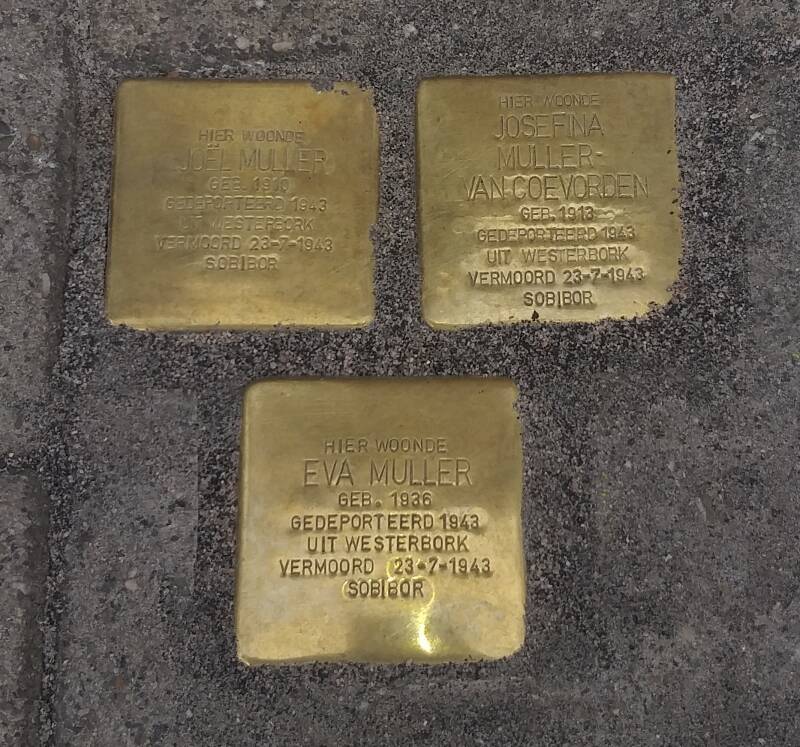 HIER WOONDE
JOËL MULLER
GEB. 1910
GEDEPORTEERD 1943
UIT WESTERBORK
VERMOORD 23-7-1943
SOBIBOR
HIER WOONDE
JOSEFINA
MULLER-
VAN COEVORDEN
GEB. 1913
GEDEPORTEERD 1943
UIT WESTERBORK
VERMOORD 23-7-1943
SOBIBOR
HIER WOONDE
EVA MULLER
GEB. 1936
GEDEPORTEERD 1943
UIT WESTERBORK
VERMOORD 23-7-1943
SOBIBOR